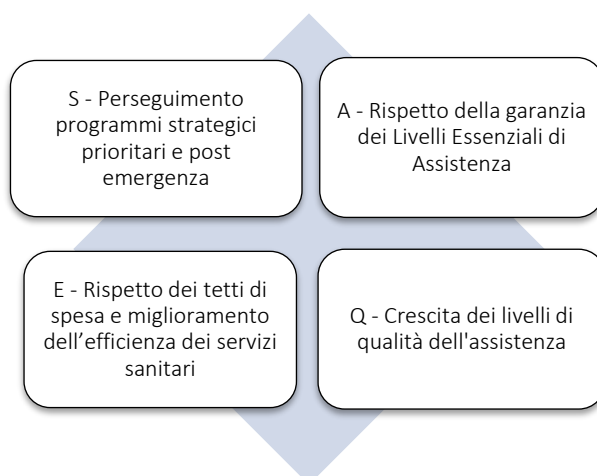 S - Perseguimento
programmi strategici
prioritari e post
emergenza
A - Rispetto della garanzia
dei Livelli Essenziali di
Assistenza
E - Rispetto dei tetti di
spesa e miglioramento
dell’efficienza dei servizi
sanitari
Q - Crescita dei livelli di
qualità dell'assistenza